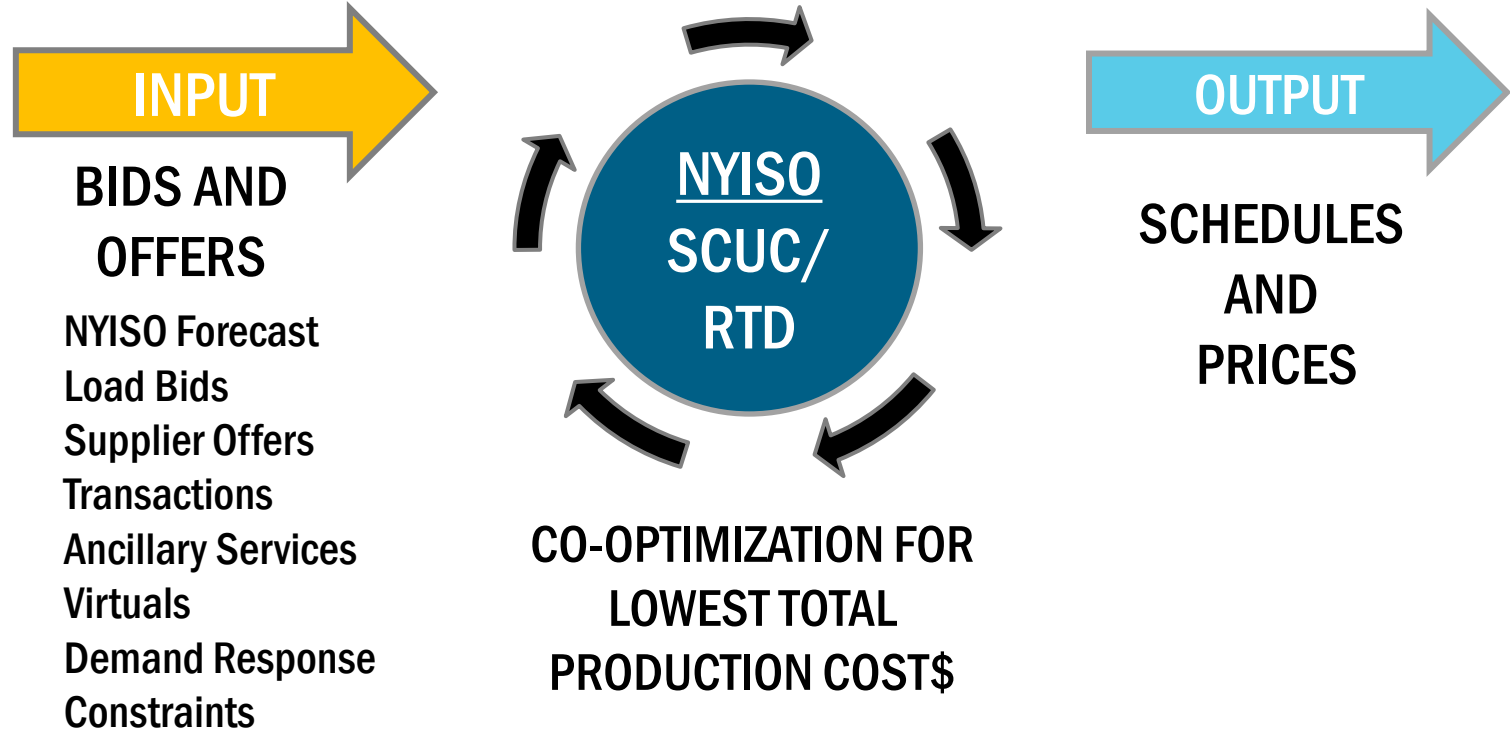 INPUT
BIDS AND
OFFERS
NYISO Forecast
Load Bids
Supplier Offers
Transactions
Ancillary Services
Virtuals
Demand Response
Constraints
NYISO
SCUC/
RTD
CO-OPTIMIZATION FOR
LOWEST TOTAL
PRODUCTION COST$
OUTPUT
SCHEDULES
AND
PRICES